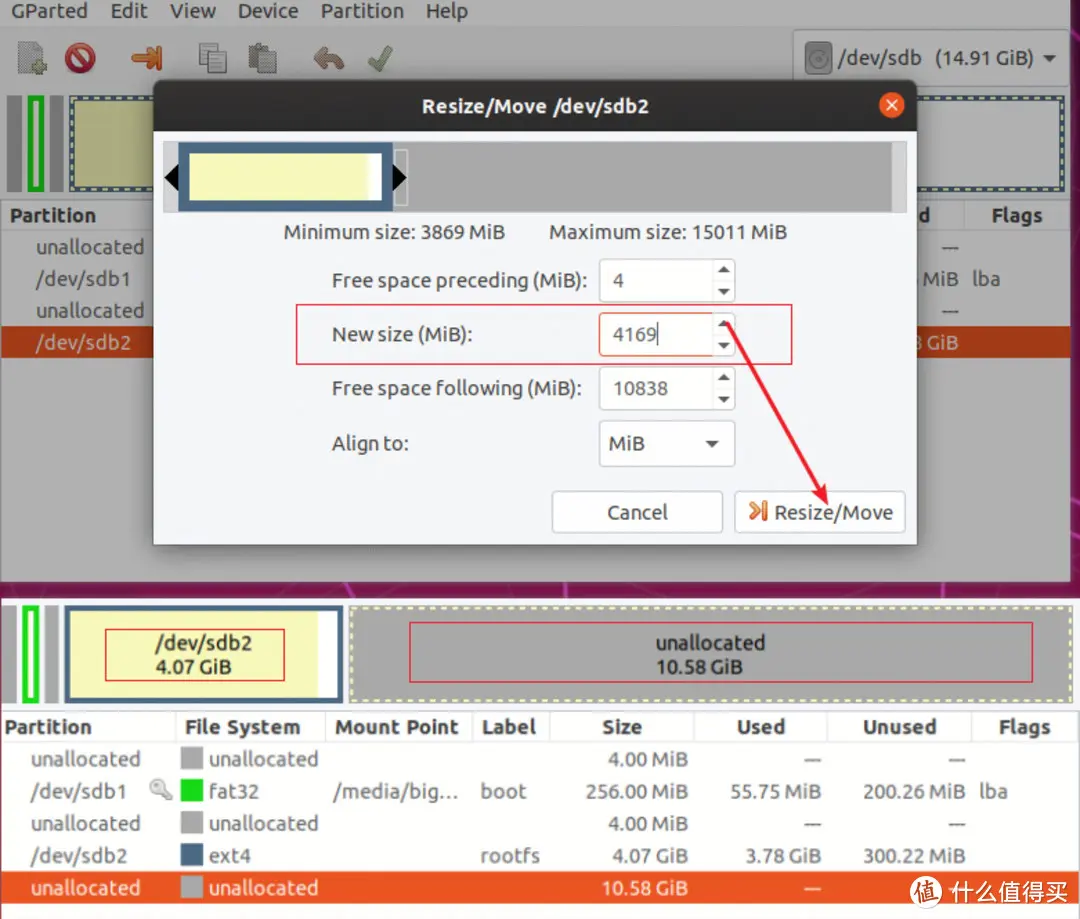 GParted Edit View Device Partition Help
/dev/sdb (14.91 GiB)
Resize/Move /dev/sdb2
Minimum size: 3869 MiB Maximum size: 15011 MiB
Free space preceding (MiB): 4
New size (MiB): 4169
Free space following (MiB): 10838
Align to: MiB
Cancel Resize/Move
Partition d Flags
unallocated —
/dev/sdb1 MiB lba
unallocated —
/dev/sdb2 GiB
/dev/sdb2
4.07 GiB
unallocated
10.58 GiB
Partition File System Mount Point Label Size Used Unused Flags
unallocated unallocated 4.00 MiB — —
/dev/sdb1 fat32 /media/big... boot 256.00 MiB 55.75 MiB 200.26 MiB lba
unallocated unallocated 4.00 MiB — —
/dev/sdb2 ext4 rootfs 4.07 GiB 3.78 GiB 300.22 MiB
unallocated unallocated 10.58 GiB —
值 什么值得买